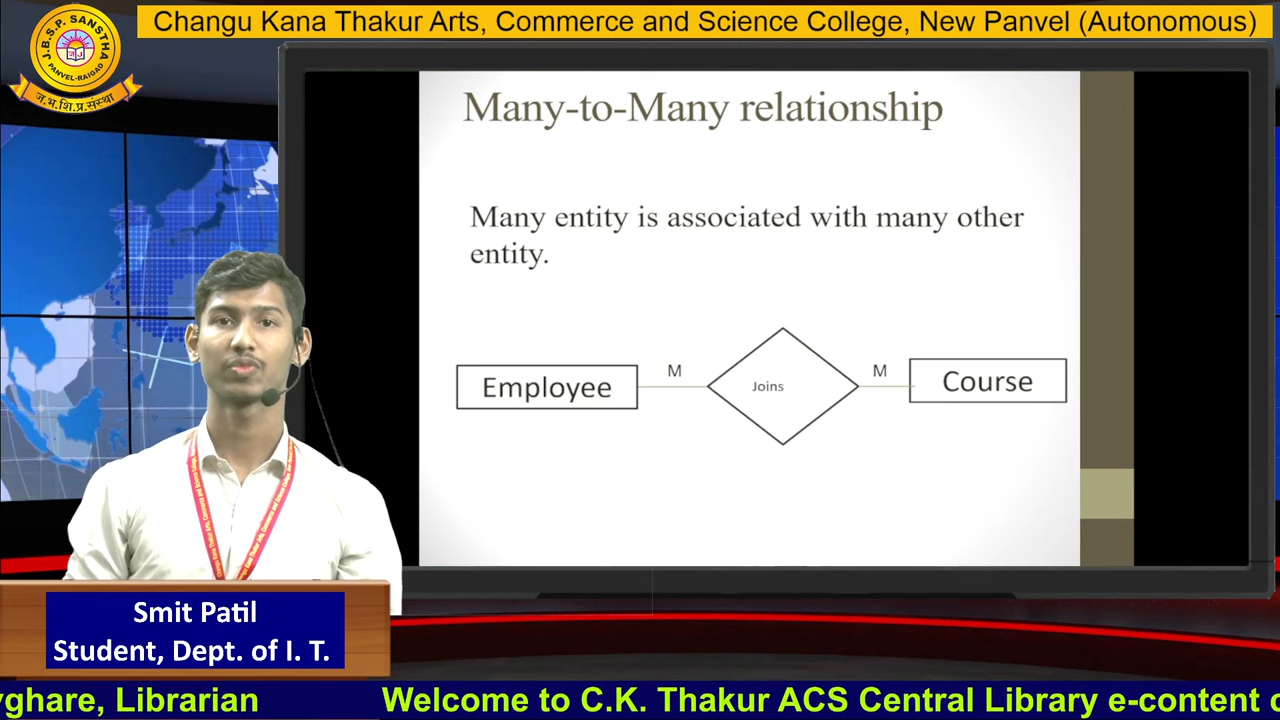 Changu Kana Thakur Arts, Commerce and Science College, New Panvel (Autonomous)
J.B.S.P. SANSTHA
PANVEL-RAIGAD
ज.भ.शि.प्र.संस्था
Many-to-Many relationship
Many entity is associated with many other
entity.
Employee
M
Joins
M
Course
Smit Patil
Student, Dept. of I. T.
yghare, Librarian
Welcome to C.K. Thakur ACS Central Library e-content